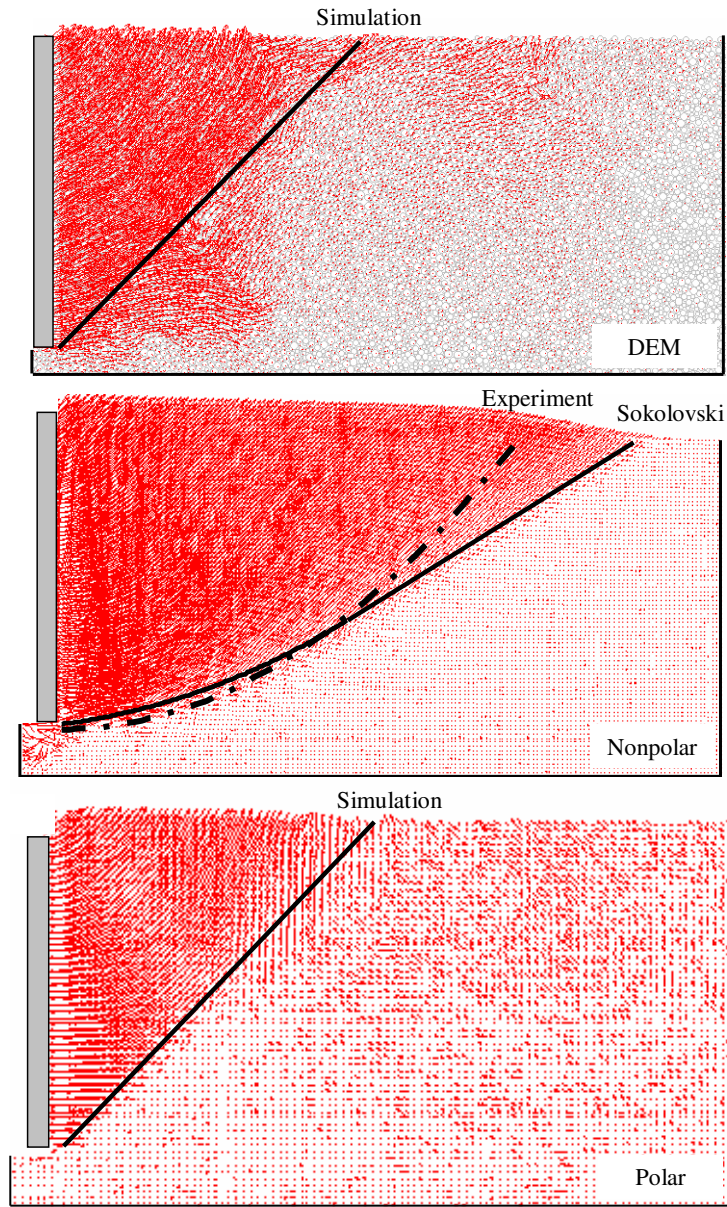 Simulation
DEM
Experiment
Sokolovski
Nonpolar
Simulation
Polar